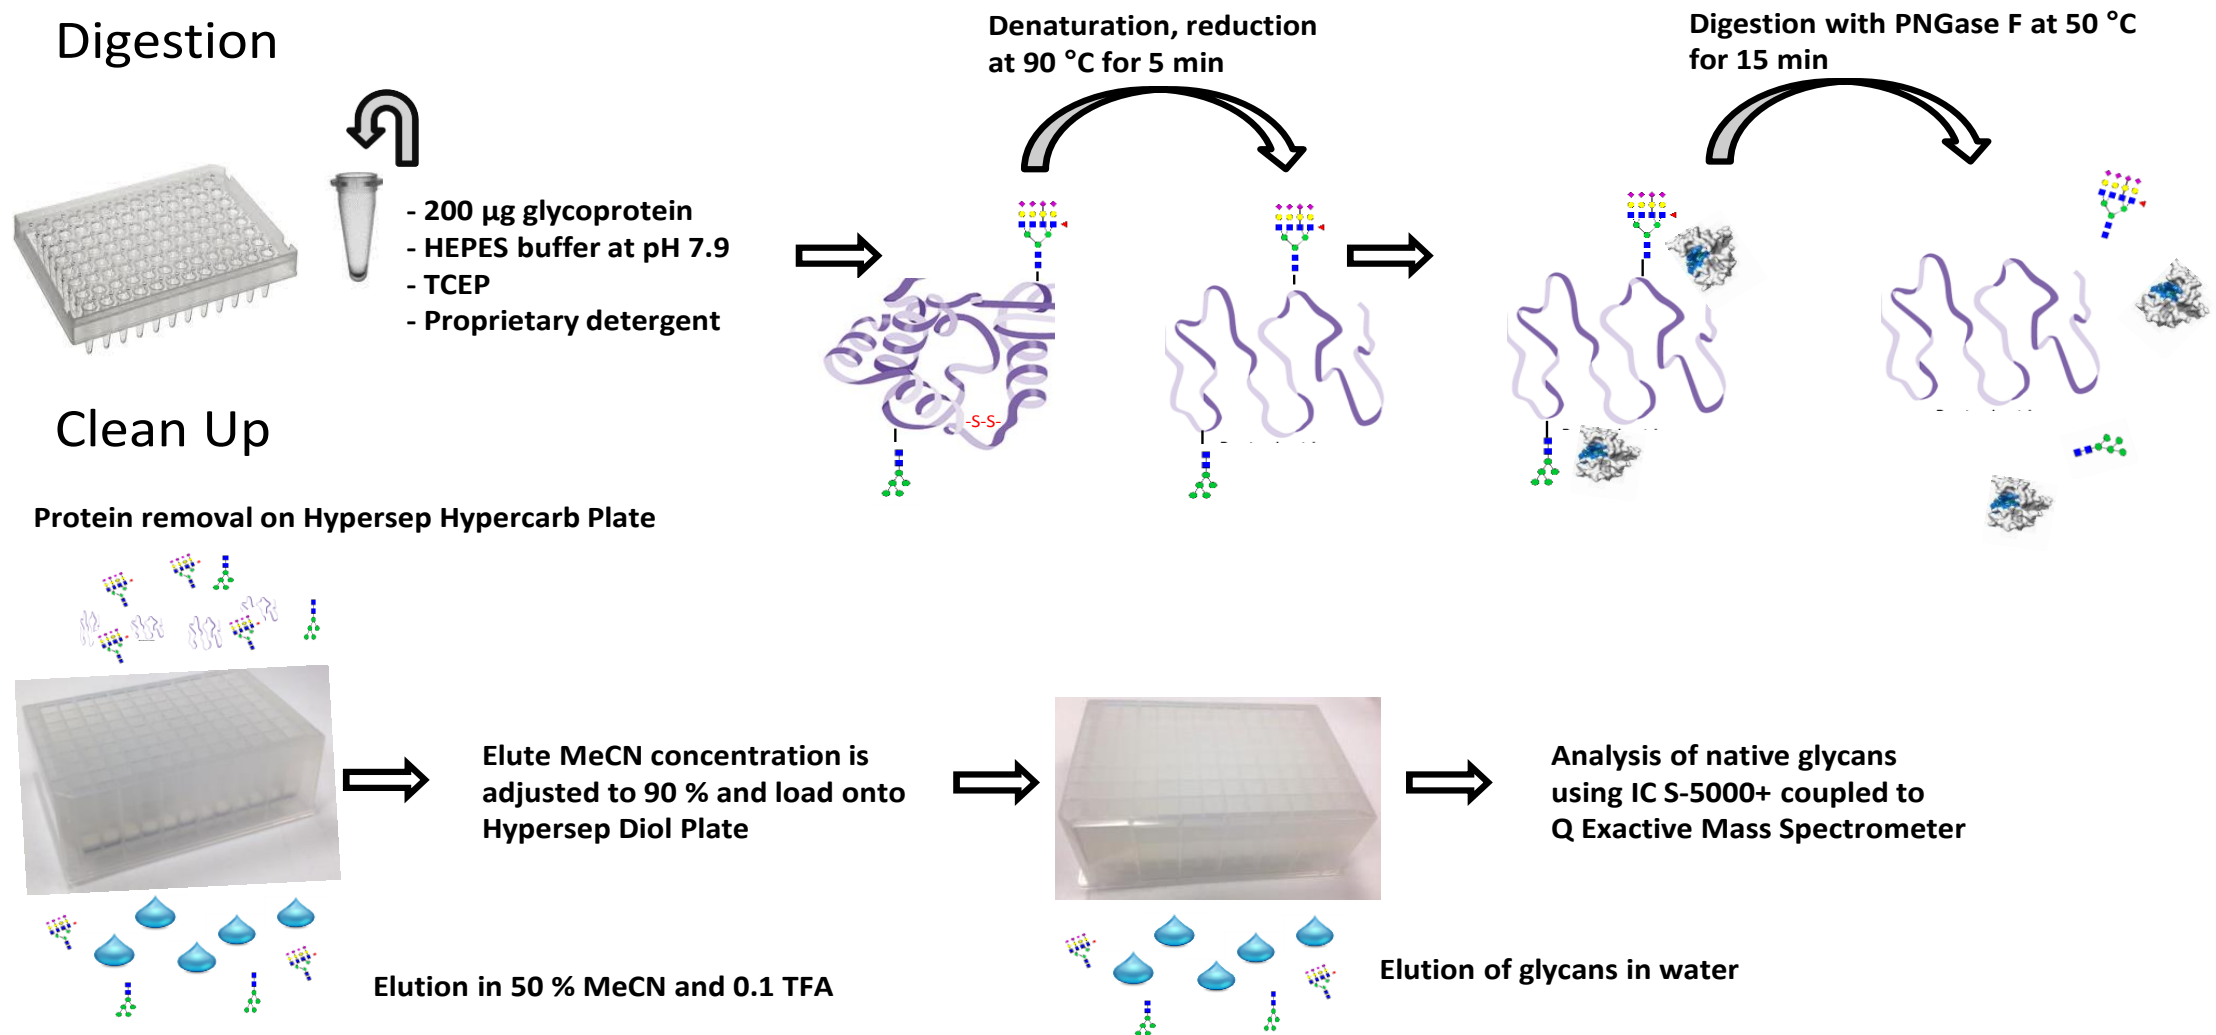 Digestion
Denaturation, reduction
at 90 °C for 5 min
Digestion with PNGase F at 50 °C
for 15 min
- 200 µg glycoprotein
- HEPES buffer at pH 7.9
- TCEP
- Proprietary detergent
-S-S-
Clean Up
Protein removal on Hypersep Hypercarb Plate
Elute MeCN concentration is
adjusted to 90 % and load onto
Hypersep Diol Plate
Analysis of native glycans
using IC S-5000+ coupled to
Q Exactive Mass Spectrometer
Elution in 50 % MeCN and 0.1 TFA
Elution of glycans in water